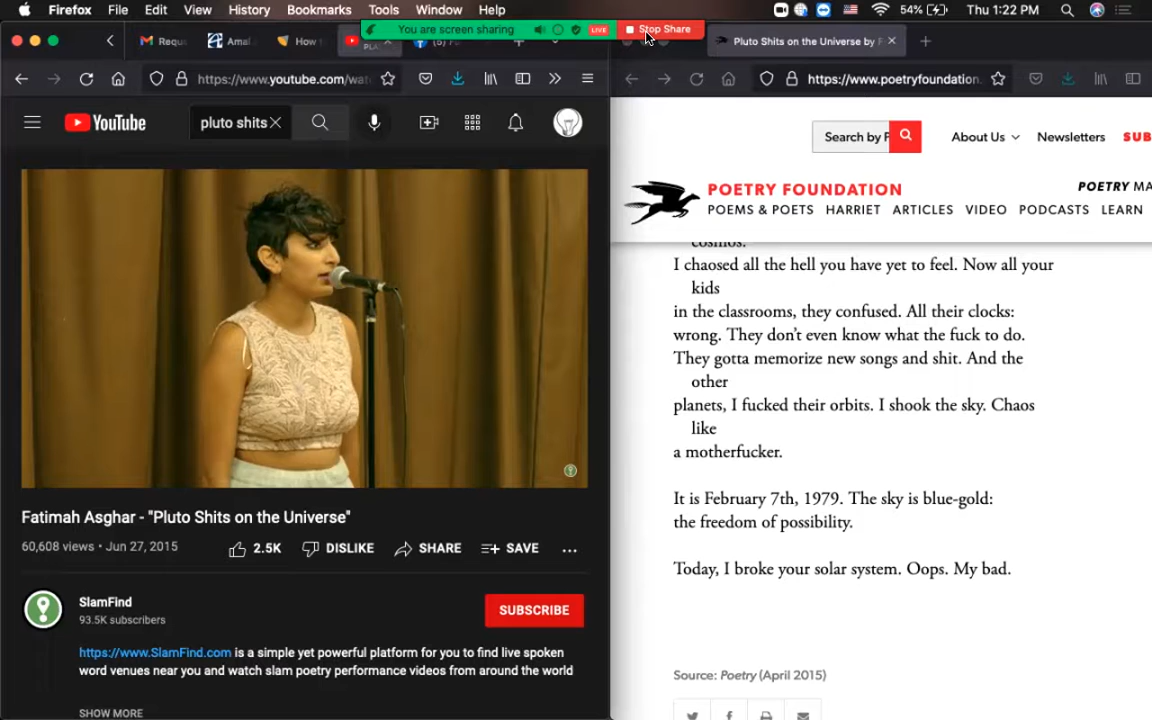 Firefox File Edit View History Bookmarks Tools Window Help
54% Thu 1:22 PM
You are screen sharing LIVE Stop Share
Requ
Amal
How t
Pluto Shits on the Universe by F
https://www.youtube.com/wat
https://www.poetryfoundation.
YouTube
pluto shits
Search by F
About Us
Newsletters
SUB
POETRY FOUNDATION
POETRY MA
POEMS & POETS HARRIET ARTICLES VIDEO PODCASTS LEARN
cosmos.
I chaosed all the hell you have yet to feel. Now all your
kids
in the classrooms, they confused. All their clocks:
wrong. They don’t even know what the fuck to do.
They gotta memorize new songs and shit. And the
other
planets, I fucked their orbits. I shook the sky. Chaos
like
a motherfucker.
It is February 7th, 1979. The sky is blue-gold:
the freedom of possibility.
Today, I broke your solar system. Oops. My bad.
Source: Poetry (April 2015)
Fatimah Asghar - "Pluto Shits on the Universe"
60,608 views • Jun 27, 2015
2.5K DISLIKE SHARE SAVE
SlamFind
93.5K subscribers
SUBSCRIBE
https://www.SlamFind.com is a simple yet powerful platform for you to find live spoken
word venues near you and watch slam poetry performance videos from around the world
SHOW MORE